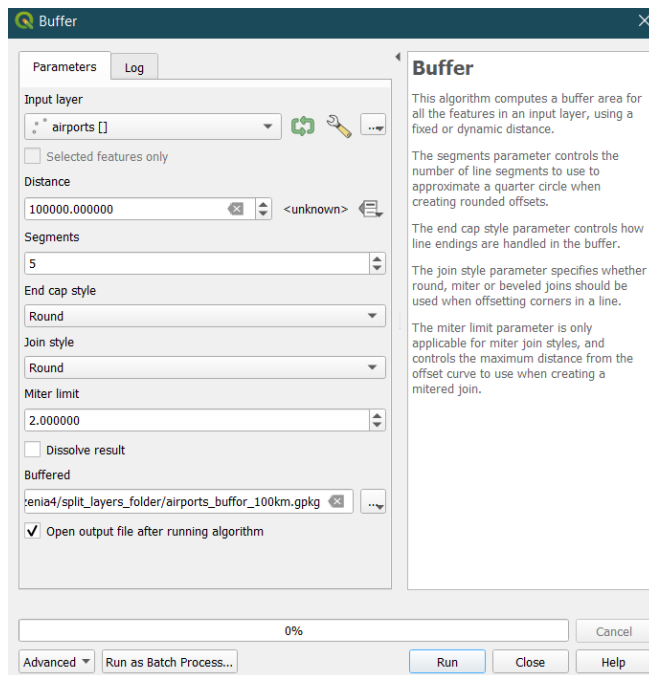 Buffer
Parameters
Log
Input layer
airports []
Selected features only
Distance
100000.000000
<unknown>
Segments
5
End cap style
Round
Join style
Round
Miter limit
2.000000
Dissolve result
Buffered
zenia4/split_layers_folder/airports_buffor_100km.gpkg
Open output file after running algorithm
Buffer
This algorithm computes a buffer area for
all the features in an input layer, using a
fixed or dynamic distance.
The segments parameter controls the
number of line segments to use to
approximate a quarter circle when
creating rounded offsets.
The end cap style parameter controls how
line endings are handled in the buffer.
The join style parameter specifies whether
round, miter or beveled joins should be
used when offsetting corners in a line.
The miter limit parameter is only
applicable for miter join styles, and
controls the maximum distance from the
offset curve to use when creating a
mitered join.
0%
Cancel
Advanced
Run as Batch Process...
Run
Close
Help